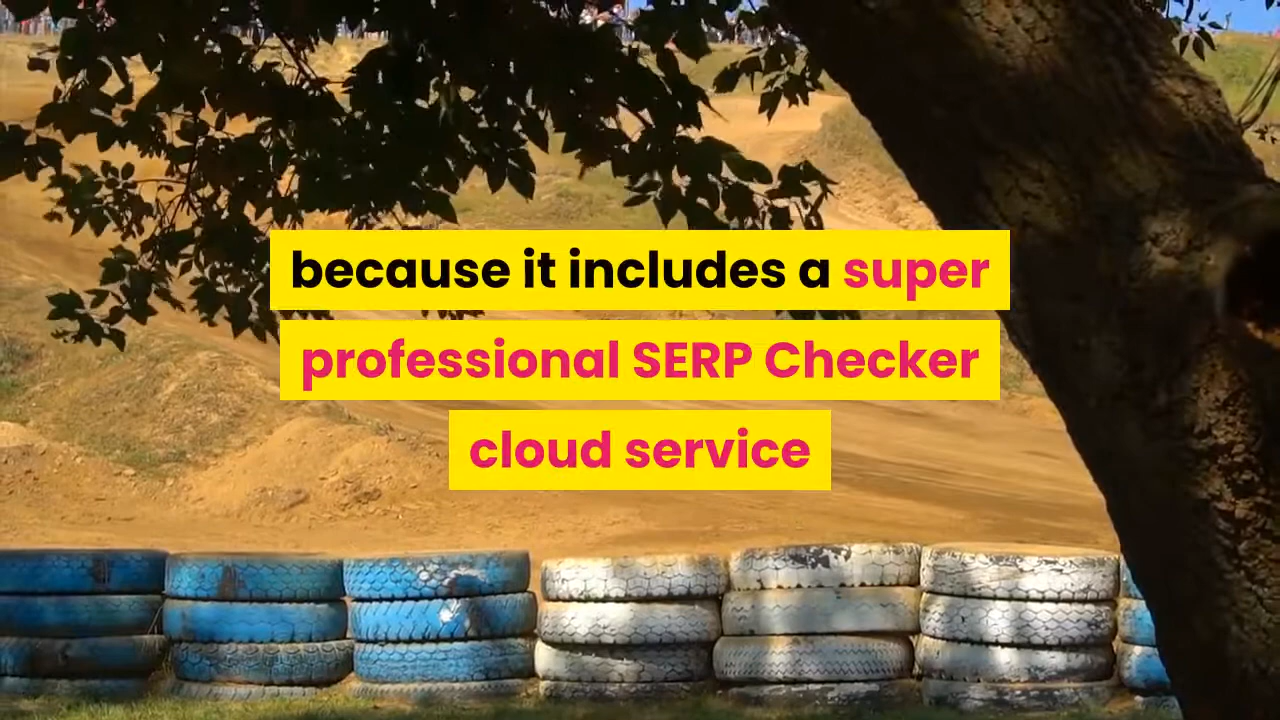 because it includes a super
professional SERP Checker
cloud service